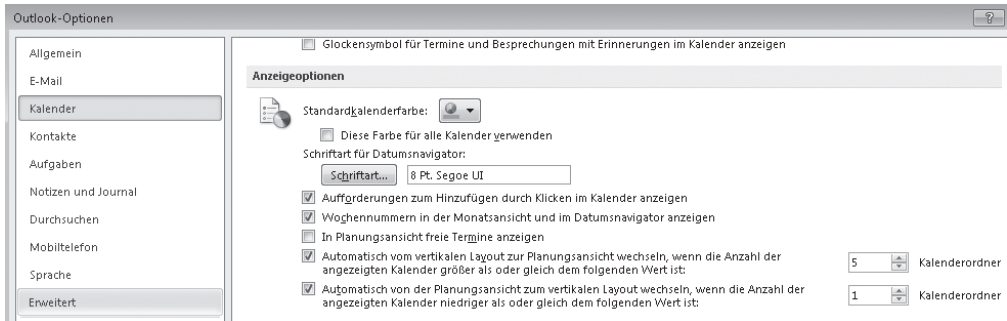 Outlook-Optionen
?
Allgemein
E-Mail
Kalender
Kontakte
Aufgaben
Notizen und Journal
Durchsuchen
Mobiltelefon
Sprache
Erweitert
Glockensymbol für Termine und Besprechungen mit Erinnerungen im Kalender anzeigen
Anzeigeoptionen
Standardkalenderfarbe:
Diese Farbe für alle Kalender verwenden
Schriftart für Datumsnavigator:
Schriftart... 8 Pt. Segoe UI
Aufforderungen zum Hinzufügen durch Klicken im Kalender anzeigen
Wochennummern in der Monatsansicht und im Datumsnavigator anzeigen
In Planungsansicht freie Termine anzeigen
Automatisch vom vertikalen Layout zur Planungsansicht wechseln, wenn die Anzahl der
angezeigten Kalender größer als oder gleich dem folgenden Wert ist: 5 Kalenderordner
Automatisch von der Planungsansicht zum vertikalen Layout wechseln, wenn die Anzahl der
angezeigten Kalender niedriger als oder gleich dem folgenden Wert ist: 1 Kalenderordner